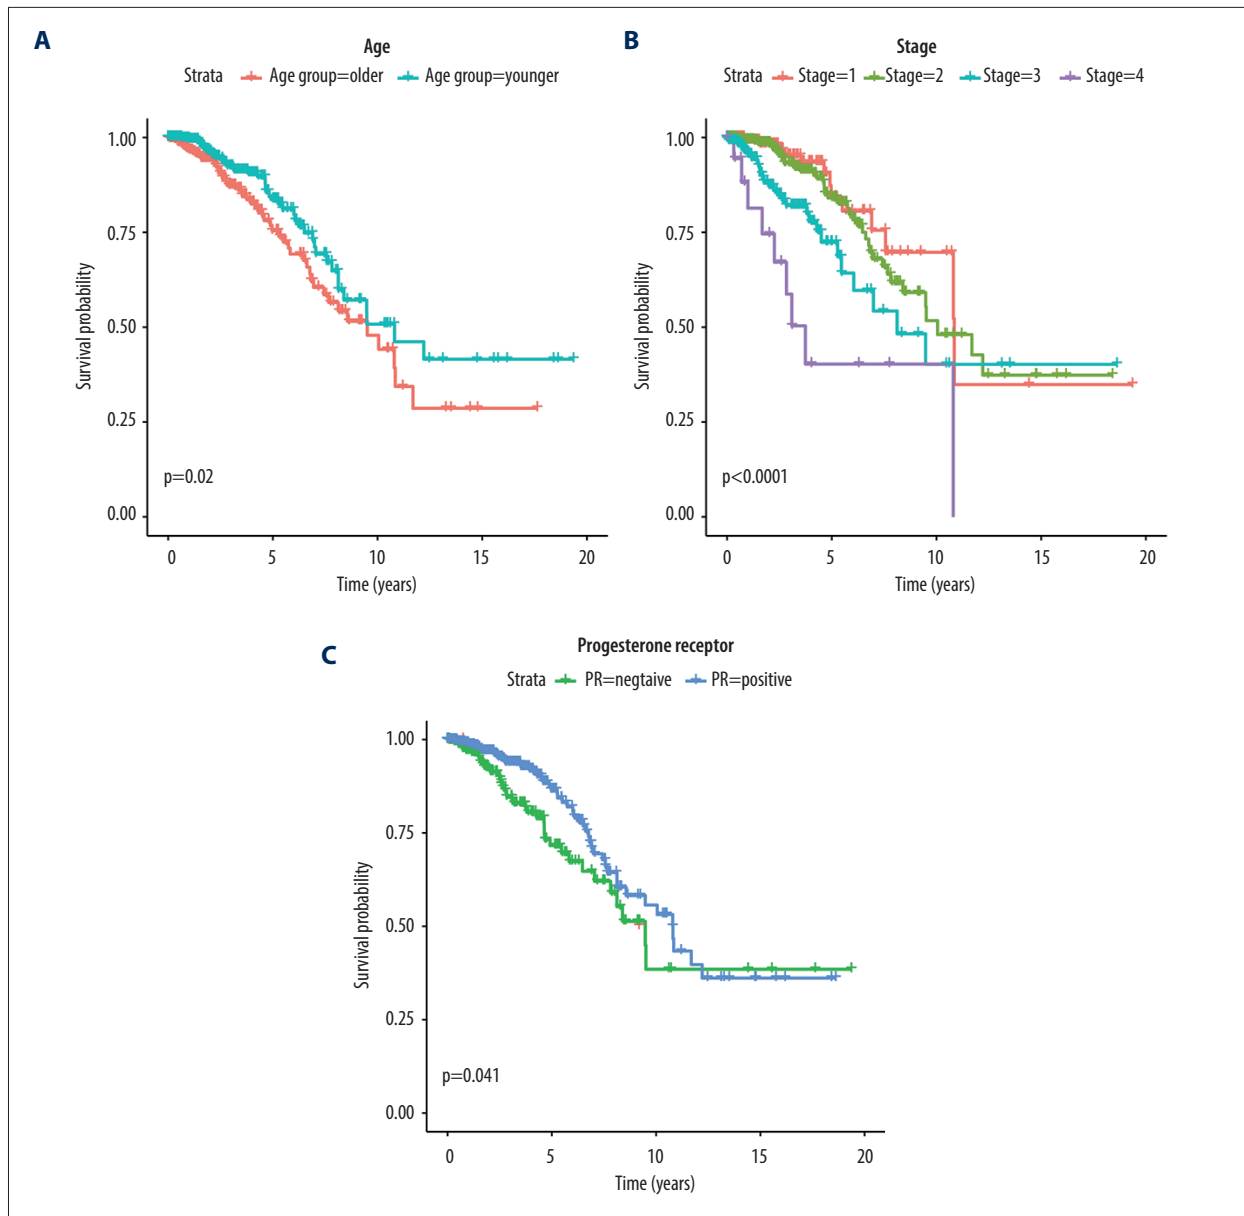 A
Age
Strata Age group=older Age group=younger
1.00
0.75
0.50
0.25
0.00
Survival probability
p=0.02
0 5 10 15 20
Time (years)
B
Stage
Strata Stage=1 Stage=2 Stage=3 Stage=4
1.00
0.75
0.50
0.25
0.00
Survival probability
p<0.0001
0 5 10 15 20
Time (years)
C
Progesterone receptor
Strata PR=negtaive PR=positive
1.00
0.75
0.50
0.25
0.00
Survival probability
p=0.041
0 5 10 15 20
Time (years)